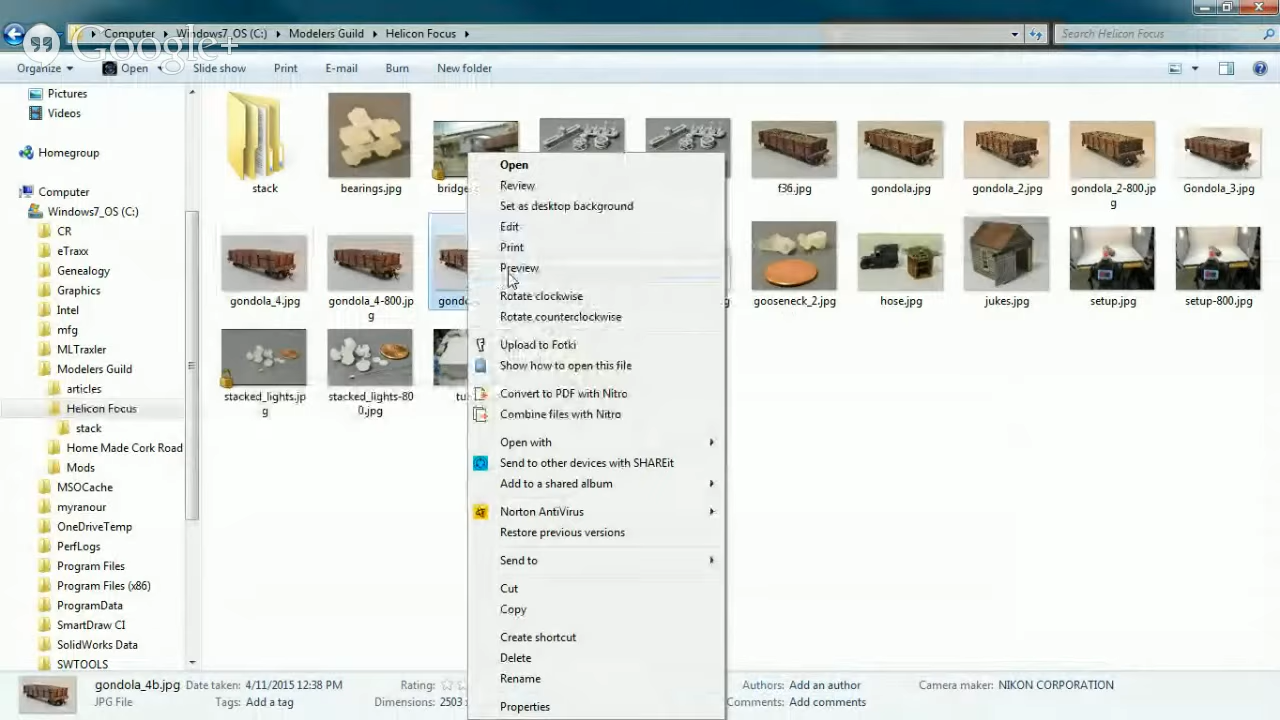 Google+
Computer
Windows7_OS (C:)
Modelers Guild
Helicon Focus
Search Helicon Focus
Organize
Open
Slide show
Print
E-mail
Burn
New folder
Pictures
Videos
Homegroup
Computer
Windows7_OS (C:)
CR
eTraxx
Genealogy
Graphics
Intel
mfg
MLTraxler
Modelers Guild
articles
Helicon Focus
stack
Home Made Cork Road
Mods
MSOCache
myranour
OneDriveTemp
PerfLogs
Program Files
Program Files (x86)
ProgramData
SmartDraw CI
SolidWorks Data
SWTOOLS
stack
bearings.jpg
f36.jpg
gondola.jpg
gondola_2.jpg
gondola_2-800.jp
g
Gondola_3.jpg
gondola_4.jpg
gondola_4-800.jp
g
gooseneck_2.jpg
hose.jpg
jukes.jpg
setup.jpg
setup-800.jpg
stacked_lights.jp
g
stacked_lights-80
0.jpg
Open
Review
Set as desktop background
Edit
Print
Preview
Rotate clockwise
Rotate counterclockwise
Upload to Fotki
Show how to open this file
Convert to PDF with Nitro
Combine files with Nitro
Open with
Send to other devices with SHAREit
Add to a shared album
Norton AntiVirus
Restore previous versions
Send to
Cut
Copy
Create shortcut
Delete
Rename
Properties
gondola_4b.jpg
JPG File
Date taken: 4/11/2015 12:38 PM
Tags: Add a tag
Rating:
Dimensions: 2503
Authors: Add an author
Comments: Add comments
Camera maker: NIKON CORPORATION